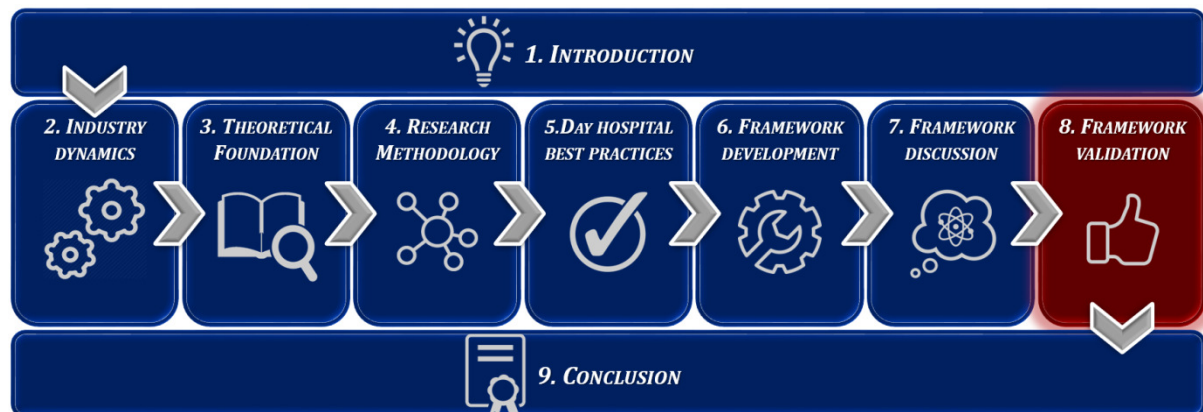 1. INTRODUCTION
2. INDUSTRY
DYNAMICS
3. THEORETICAL
FOUNDATION
4. RESEARCH
METHODOLOGY
5.DAY HOSPITAL
BEST PRACTICES
6. FRAMEWORK
DEVELOPMENT
7. FRAMEWORK
DISCUSSION
8. FRAMEWORK
VALIDATION
9. CONCLUSION